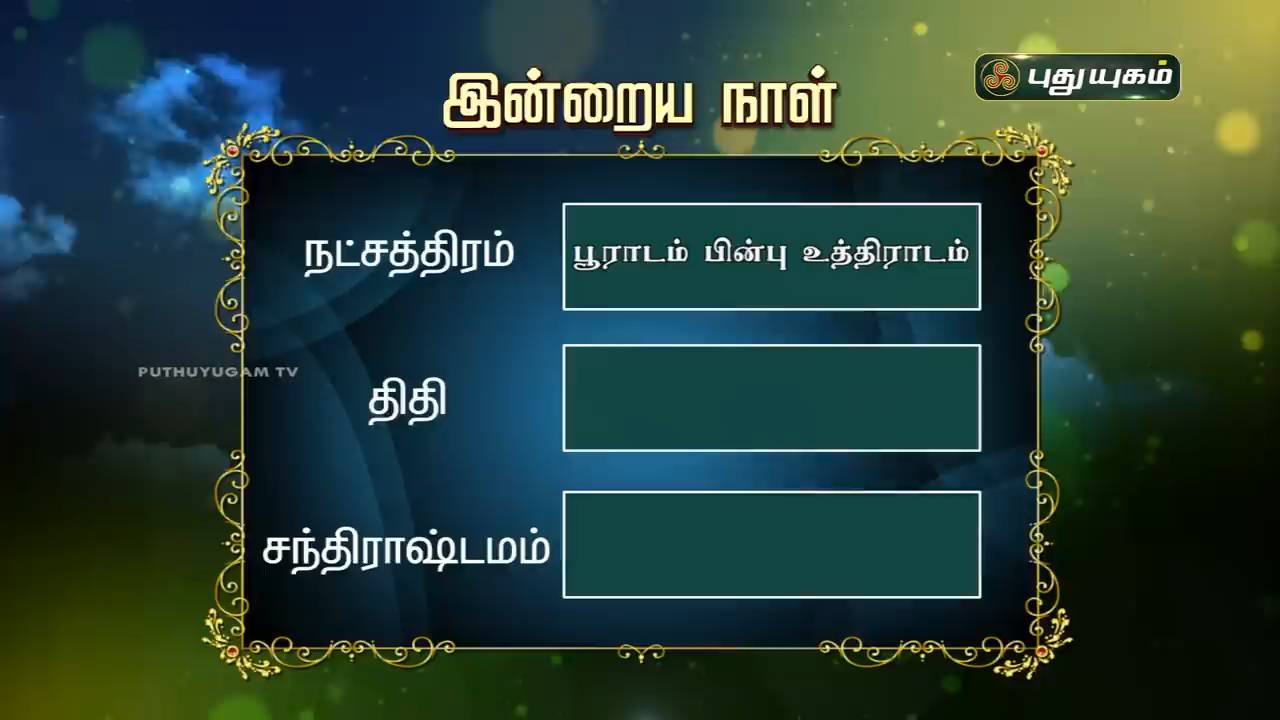 இன்றைய நாள்
புதுயுகம்
நட்சத்திரம் பூராடம் பின்பு உத்திராடம்
PUTHUYUGAM TV
திதி
சந்திராஷ்டமம்